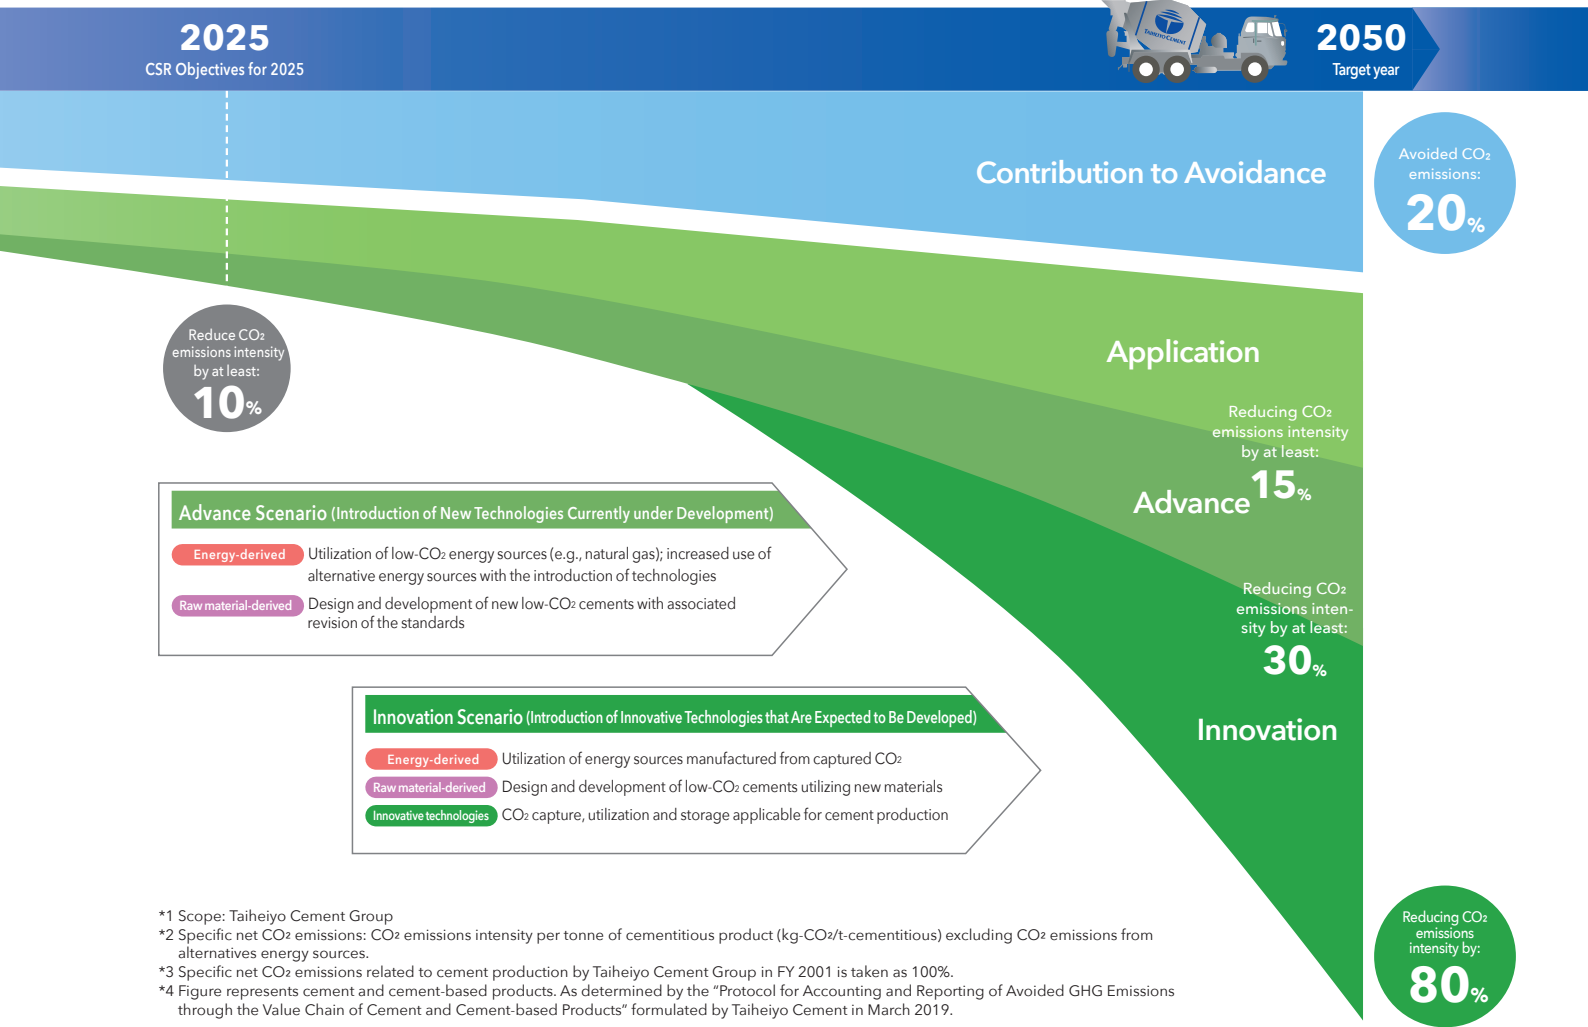 2025
CSR Objectives for 2025
TAIHEIYO CEMENT
2050
Target year
Contribution to Avoidance
Avoided CO₂
emissions:
20%
Reduce CO₂
emissions intensity
by at least:
10%
Application
Reducing CO₂
emissions intensity
by at least:
15%
Advance
Advance Scenario (Introduction of New Technologies Currently under Development)
Energy-derived Utilization of low-CO₂ energy sources (e.g., natural gas); increased use of
alternative energy sources with the introduction of technologies
Raw material-derived Design and development of new low-CO₂ cements with associated
revision of the standards
Reducing CO₂
emissions inten-
sity by at least:
30%
Innovation
Innovation Scenario (Introduction of Innovative Technologies that Are Expected to Be Developed)
Energy-derived Utilization of energy sources manufactured from captured CO₂
Raw material-derived Design and development of low-CO₂ cements utilizing new materials
Innovative technologies CO₂ capture, utilization and storage applicable for cement production
Reducing CO₂
emissions
intensity by:
80%
*1 Scope: Taiheiyo Cement Group
*2 Specific net CO₂ emissions: CO₂ emissions intensity per tonne of cementitious product (kg-CO₂/t-cementitious) excluding CO₂ emissions from
alternatives energy sources.
*3 Specific net CO₂ emissions related to cement production by Taiheiyo Cement Group in FY 2001 is taken as 100%.
*4 Figure represents cement and cement-based products. As determined by the “Protocol for Accounting and Reporting of Avoided GHG Emissions
through the Value Chain of Cement and Cement-based Products” formulated by Taiheiyo Cement in March 2019.